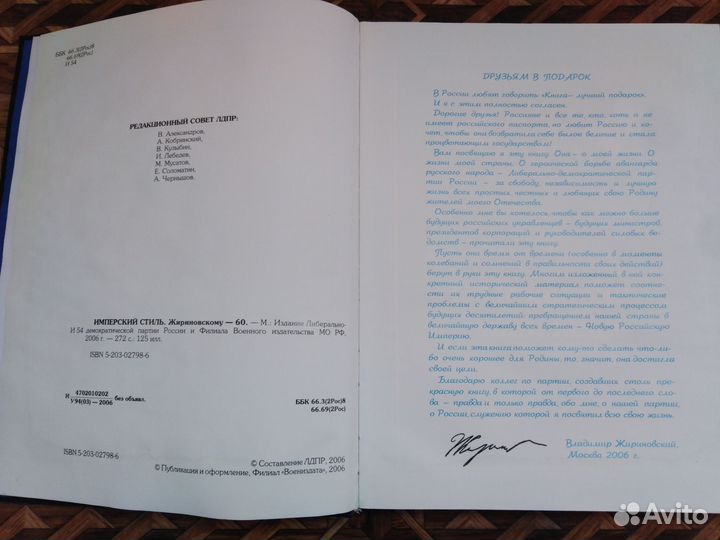 ББК 66.3(2Рос)8
66.69(2Рос)
И 54
РЕДАКЦИОННЫЙ СОВЕТ ЛДПР:
В. Александров,
А. Кобринский,
В. Кулыбин,
И. Лебедев,
М. Мусатов,
Е. Соломатин,
А. Чернышов.
ИМПЕРСКИЙ СТИЛЬ. Жириновскому — 60. — М.: Издание Либерально-
И 54 демократической партии России и Филиала Военного издательства МО РФ,
2006 г. — 272 с.: 125 илл.
ISBN 5-203-02798-6
И 4702010202 без объявл.
У94(03) — 2006
ББК 66.3(2Рос)8
66.69(2Рос)
ISBN 5-203-02798-6
© Составление ЛДПР, 2006
© Публикация и оформление, Филиал «Воениздата», 2006
ДРУЗЬЯМ В ПОДАРОК
В России любят говорить: «Книга – лучший подарок».
И я с этим полностью согласен.
Дорогие друзья! Россияне и все те, кто, хоть и не
имеет российского паспорта, но любит Россию и хо-
чет, чтобы она возвратила себе былое величие и стала
процветающим государством!
Вам посвящаю я эту книгу. Она – о моей жизни. О
жизни моей страны. О героической борьбе авангарда
русского народа – Либерально-демократической пар-
тии России – за свободу, независимость и лучшую
жизнь всех простых, честных и любящих свою Родину
жителей моего Отечества.
Особенно мне бы хотелось, чтобы как можно больше
будущих российских управленцев – будущих министров,
президентов корпораций и руководителей силовых ве-
домств – прочитали эту книгу.
Пусть они время от времени (особенно в моменты
колебаний и сомнений в правильности своих действий)
берут в руки эту книгу. Многим изложенный в ней кон-
кретный исторический материал поможет соотнес-
ти их трудные рабочие ситуации и тактические
проблемы с величайшим стратегическим процессом
будущих десятилетий: превращением нашей страны в
величайшую державу всех времен – Новую Российскую
Империю.
И если эта книга поможет кому-то сделать что-ли-
бо очень хорошее для Родины, то, значит, она достигла
своей цели.
Благодарю коллег по партии, создавших столь пре-
красную книгу, в которой от первого до последнего сло-
ва – правда и только правда, обо мне, о нашей партии,
о России, служению которой я посвятил всю свою жизнь.
Владимир Жириновский,
Москва 2006 г.
Avito